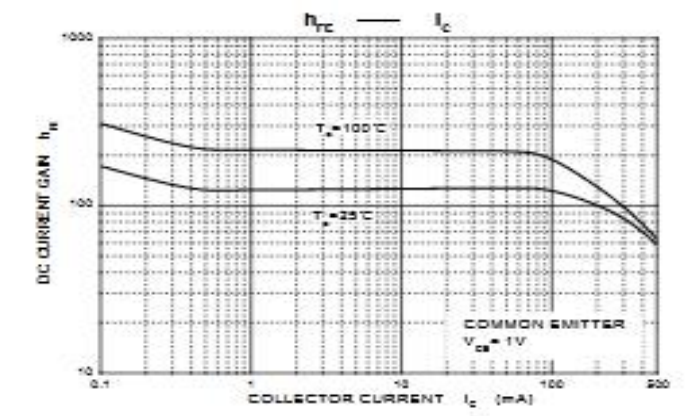 hFE — IC
1000
100
10
DC CURRENT GAIN hFE
Ta=100℃
Ta=25℃
COMMON EMITTER
VCE= 1V
0.1 1 10 100 500
COLLECTOR CURRENT IC (mA)